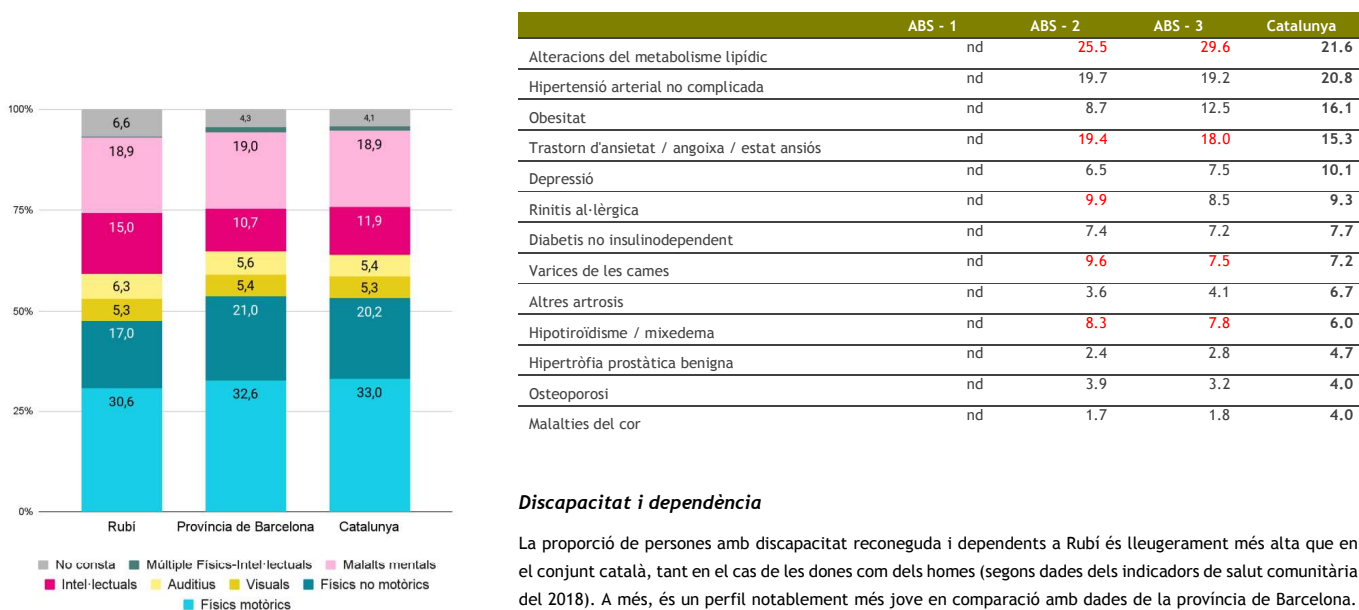 100%
75%
50%
25%
0%
6,6
18,9
15,0
6,3
5,3
17,0
30,6
4,3
19,0
10,7
5,6
5,4
21,0
32,6
4,1
18,9
11,9
5,4
5,3
20,2
33,0
Rubí Província de Barcelona Catalunya
No consta Múltiple Físics-Intel·lectuals Malalts mentals
Intel·lectuals Auditius Visuals Físics no motòrics
Físics motòrics
ABS - 1 ABS - 2 ABS - 3 Catalunya
Alteracions del metabolisme lipídic nd 25.5 29.6 21.6
Hipertensió arterial no complicada nd 19.7 19.2 20.8
Obesitat nd 8.7 12.5 16.1
Trastorn d'ansietat / angoixa / estat ansiós nd 19.4 18.0 15.3
Depressió nd 6.5 7.5 10.1
Rinitis al·lèrgica nd 9.9 8.5 9.3
Diabetis no insulinodependent nd 7.4 7.2 7.7
Varices de les cames nd 9.6 7.5 7.2
Altres artrosis nd 3.6 4.1 6.7
Hipotiroïdisme / mixedema nd 8.3 7.8 6.0
Hipertròfia prostàtica benigna nd 2.4 2.8 4.7
Osteoporosi nd 3.9 3.2 4.0
Malalties del cor nd 1.7 1.8 4.0
Discapacitat i dependència
La proporció de persones amb discapacitat reconeguda i dependents a Rubí és lleugerament més alta que en
el conjunt català, tant en el cas de les dones com dels homes (segons dades dels indicadors de salut comunitària
del 2018). A més, és un perfil notablement més jove en comparació amb dades de la província de Barcelona.